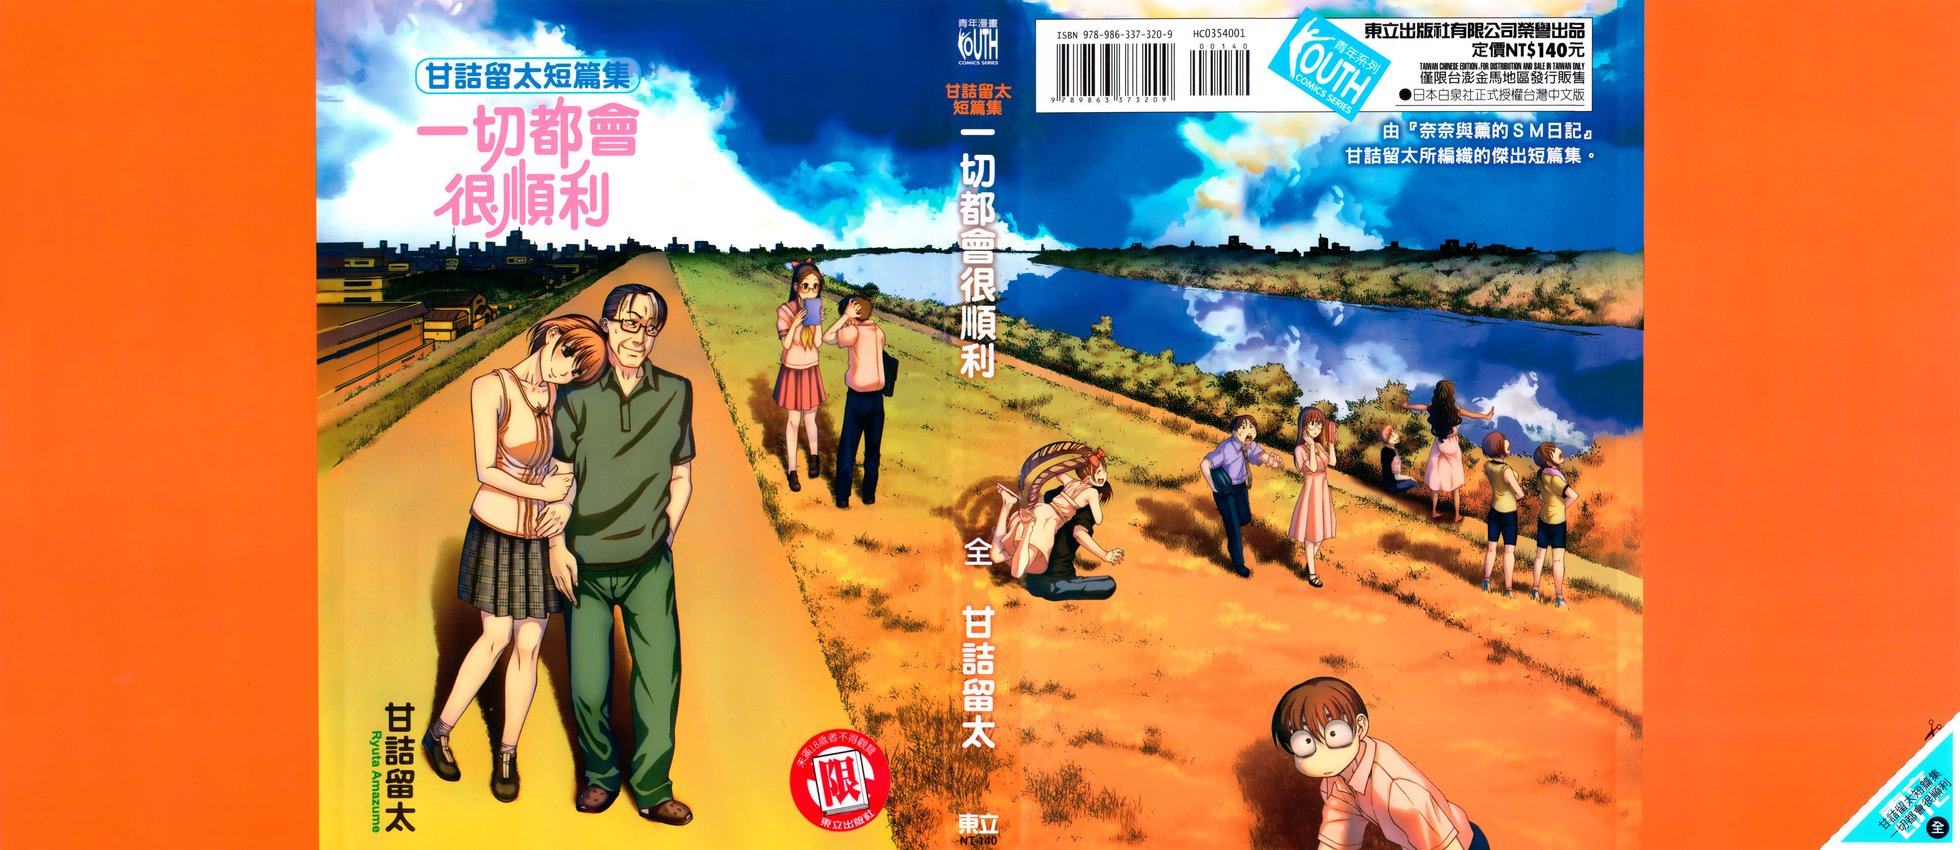 甘詰留太短篇集
一切都會
很順利
甘詰留太
Ryuta Amazume
未滿18歲者不得觀覽
限
東立出版社
青年漫畫
YOUTH
COMICS SERIES
甘詰留太
短篇集
一切都會很順利
全
甘詰留太
東立
NT-140
ISBN 978-986-337-320-9
HC0354001
00140
9 789863 373209
青年系列
YOUTH
COMICS SERIES
東立出版社有限公司榮譽出品
定價NT$140元
TAIWAN CHINESE EDITION. FOR DISTRIBUTION AND SALE IN TAIWAN ONLY
僅限台澎金馬地區發行販售
●日本白泉社正式授權台灣中文版
由『奈奈與薰的ＳＭ日記』
甘詰留太所編織的傑出短篇集。
甘詰留太短篇集
一切都會很順利
全